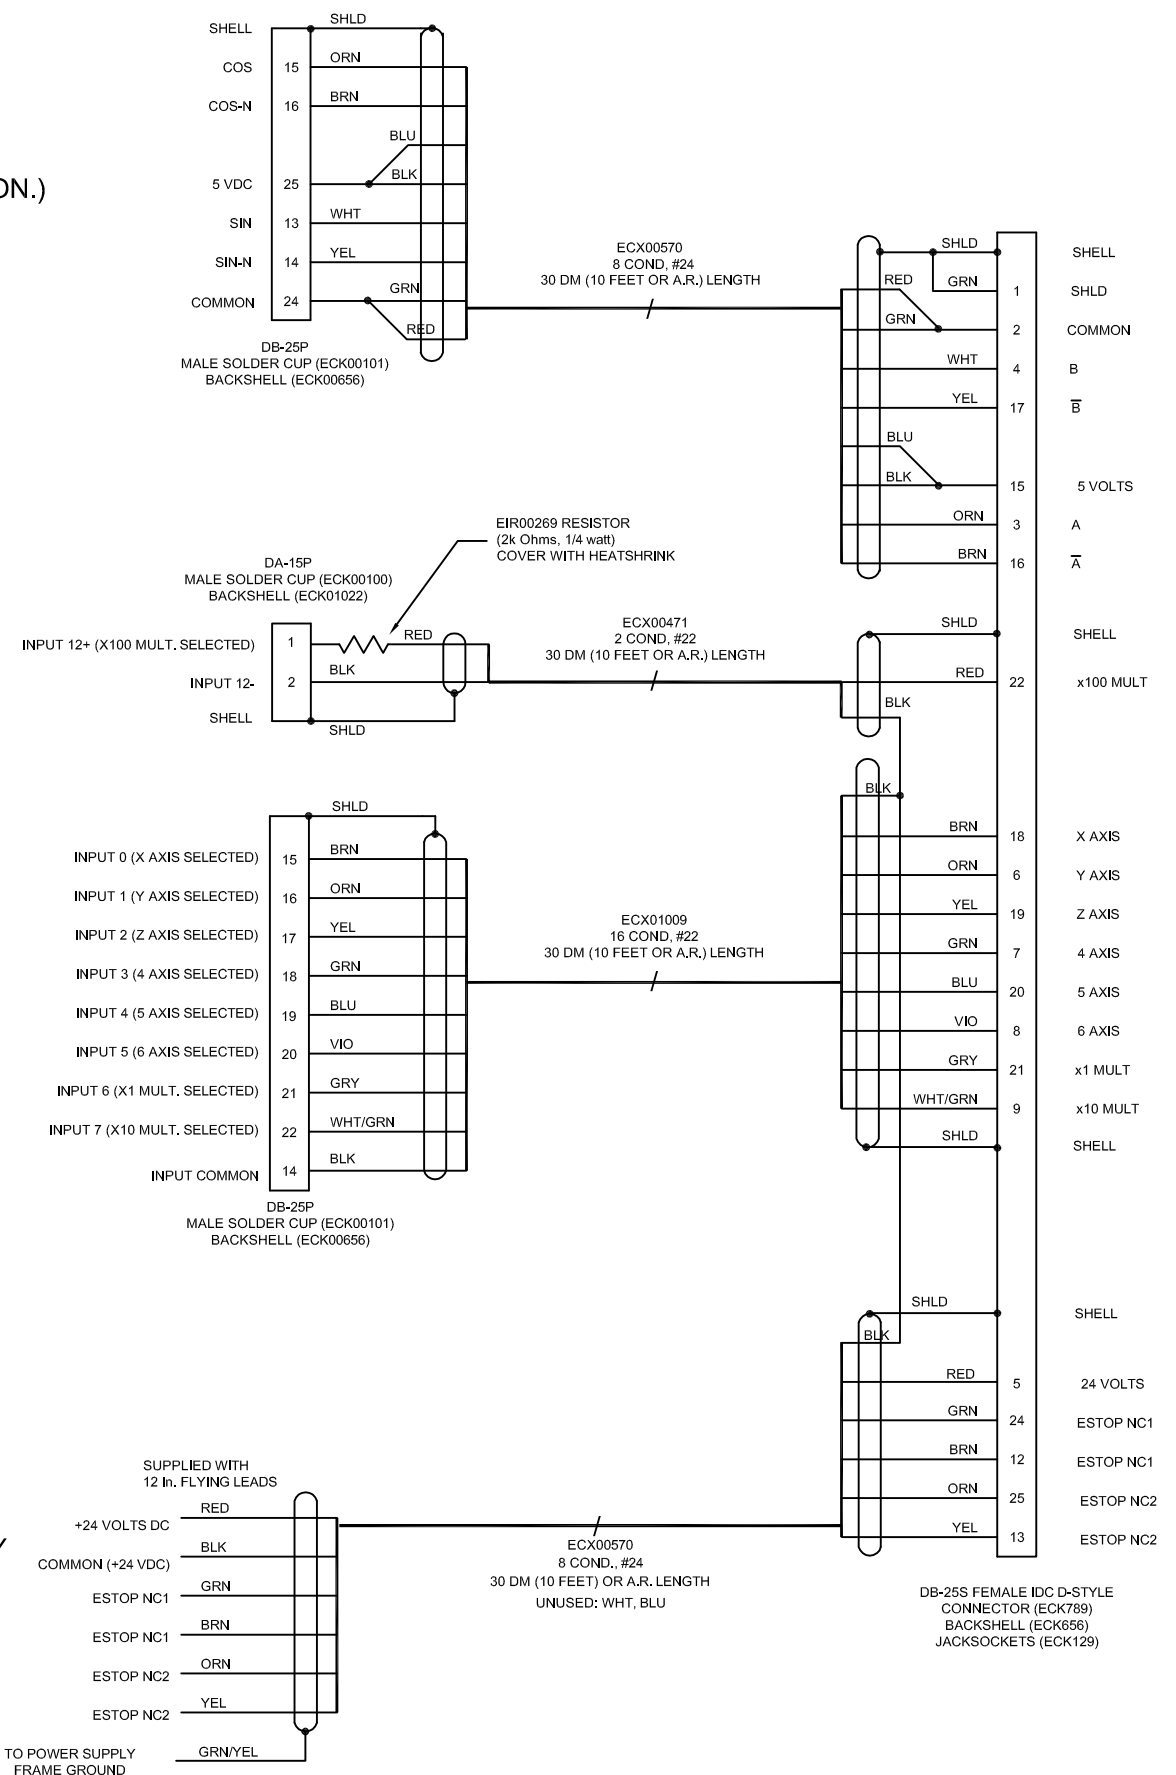 SHELL
SHLD
COS
15
ORN
COS-N
16
BRN
BLU
ON.)
5 VDC
25
BLK
SIN
13
WHT
SIN-N
14
YEL
COMMON
24
GRN
RED
DB-25P
MALE SOLDER CUP (ECK00101)
BACKSHELL (ECK00656)
ECX00570
8 COND, #24
30 DM (10 FEET OR A.R.) LENGTH
SHLD
SHELL
RED
GRN
1
SHLD
GRN
2
COMMON
WHT
4
B
YEL
17
B̅
BLU
BLK
15
5 VOLTS
ORN
3
A
BRN
16
A̅
EIR00269 RESISTOR
(2k Ohms, 1/4 watt)
COVER WITH HEATSHRINK
DA-15P
MALE SOLDER CUP (ECK00100)
BACKSHELL (ECK01022)
INPUT 12+ (X100 MULT. SELECTED)
1
RED
INPUT 12-
2
BLK
SHELL
SHLD
ECX00471
2 COND, #22
30 DM (10 FEET OR A.R.) LENGTH
SHLD
SHELL
RED
22
x100 MULT
BLK
BLK
SHLD
INPUT 0 (X AXIS SELECTED)
15
BRN
INPUT 1 (Y AXIS SELECTED)
16
ORN
INPUT 2 (Z AXIS SELECTED)
17
YEL
INPUT 3 (4 AXIS SELECTED)
18
GRN
INPUT 4 (5 AXIS SELECTED)
19
BLU
INPUT 5 (6 AXIS SELECTED)
20
VIO
INPUT 6 (X1 MULT. SELECTED)
21
GRY
INPUT 7 (X10 MULT. SELECTED)
22
WHT/GRN
INPUT COMMON
14
BLK
DB-25P
MALE SOLDER CUP (ECK00101)
BACKSHELL (ECK00656)
ECX01009
16 COND, #22
30 DM (10 FEET OR A.R.) LENGTH
BRN
18
X AXIS
ORN
6
Y AXIS
YEL
19
Z AXIS
GRN
7
4 AXIS
BLU
20
5 AXIS
VIO
8
6 AXIS
GRY
21
x1 MULT
WHT/GRN
9
x10 MULT
SHLD
SHELL
SHLD
SHELL
BLK
RED
5
24 VOLTS
GRN
24
ESTOP NC1
BRN
12
ESTOP NC1
ORN
25
ESTOP NC2
YEL
13
ESTOP NC2
SUPPLIED WITH
12 In. FLYING LEADS
+24 VOLTS DC
RED
Y
COMMON (+24 VDC)
BLK
ESTOP NC1
GRN
ESTOP NC1
BRN
ESTOP NC2
ORN
ESTOP NC2
YEL
TO POWER SUPPLY
FRAME GROUND
GRN/YEL
ECX00570
8 COND., #24
30 DM (10 FEET) OR A.R. LENGTH
UNUSED: WHT, BLU
DB-25S FEMALE IDC D-STYLE
CONNECTOR (ECK789)
BACKSHELL (ECK656)
JACKSOCKETS (ECK129)